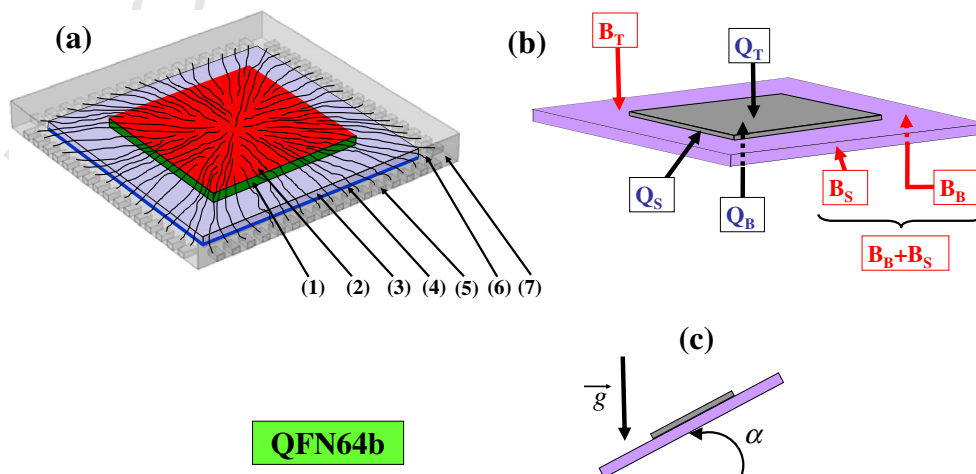 (a)
(1) (2) (3) (4) (5) (6) (7)
(b)
B_T
Q_T
Q_S
Q_B
B_S
B_B
B_B+B_S
(c)
g
α
QFN64b